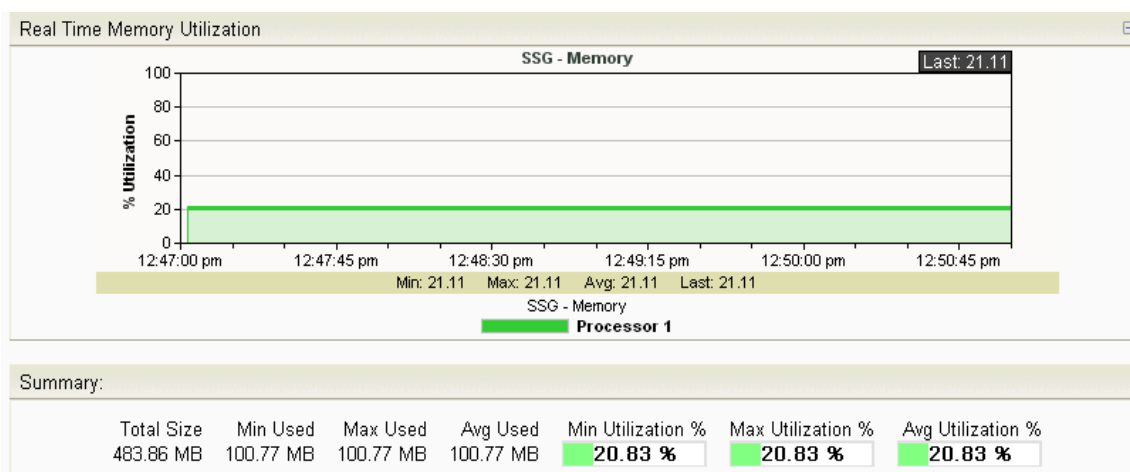 Real Time Memory Utilization
SSG - Memory
Last: 21.11
100
80
60
40
20
0
% Utilization
12:47:00 pm 12:47:45 pm 12:48:30 pm 12:49:15 pm 12:50:00 pm 12:50:45 pm
Min: 21.11 Max: 21.11 Avg: 21.11 Last: 21.11
SSG - Memory
Processor 1
Summary:
Total Size Min Used Max Used Avg Used Min Utilization % Max Utilization % Avg Utilization %
483.86 MB 100.77 MB 100.77 MB 100.77 MB 20.83 % 20.83 % 20.83 %